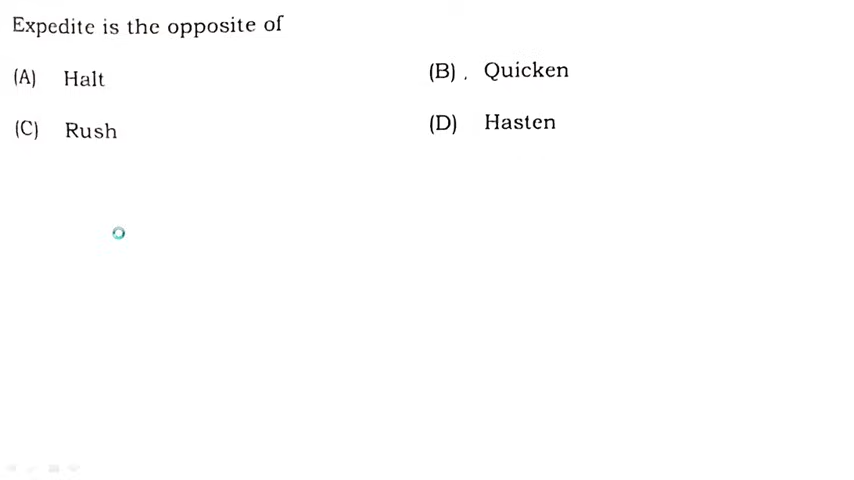 Expedite is the opposite of
(A) Halt
(B) . Quicken
(C) Rush
(D) Hasten